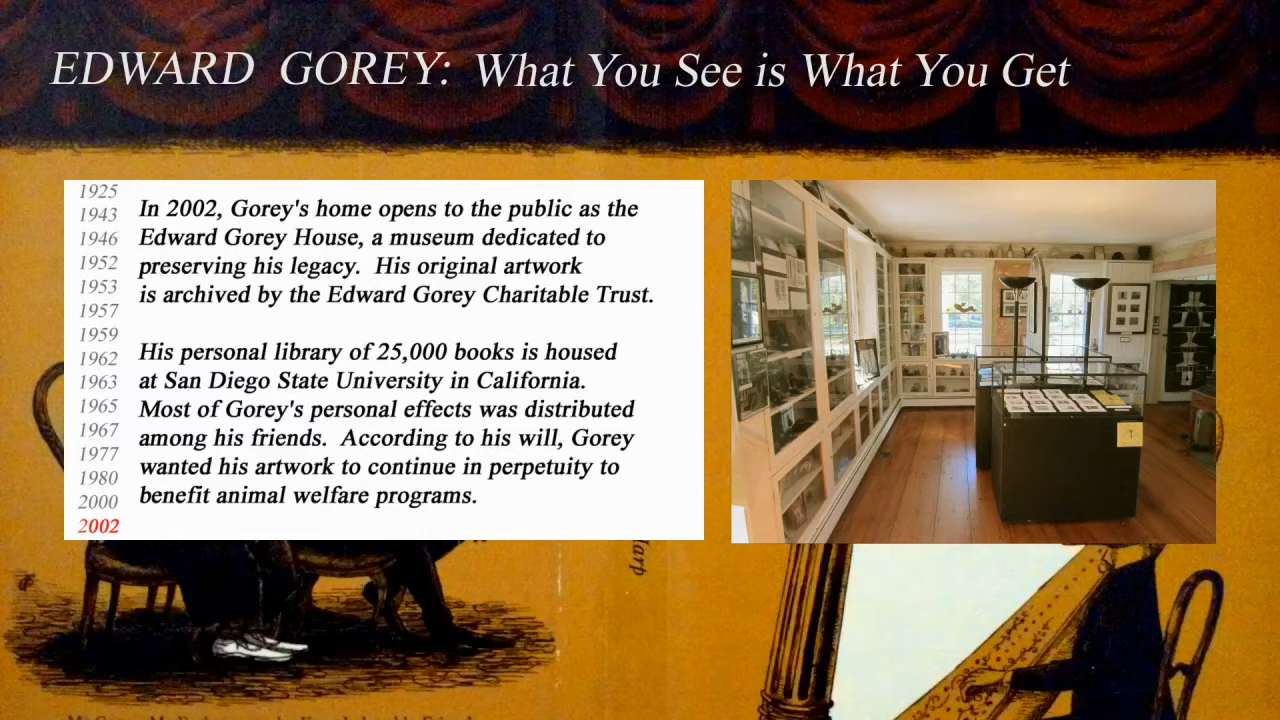 EDWARD GOREY: What You See is What You Get
1925
1943
1946
1952
1953
1957
1959
1962
1963
1965
1967
1977
1980
2000
2002
In 2002, Gorey's home opens to the public as the
Edward Gorey House, a museum dedicated to
preserving his legacy. His original artwork
is archived by the Edward Gorey Charitable Trust.
His personal library of 25,000 books is housed
at San Diego State University in California.
Most of Gorey's personal effects was distributed
among his friends. According to his will, Gorey
wanted his artwork to continue in perpetuity to
benefit animal welfare programs.